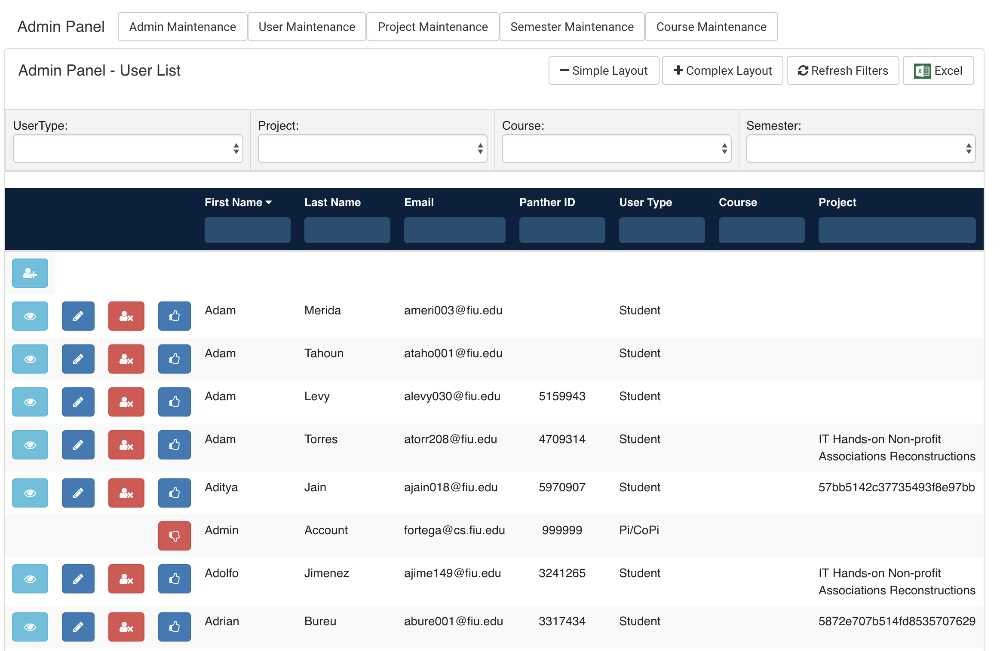 Admin Panel Admin Maintenance User Maintenance Project Maintenance Semester Maintenance Course Maintenance
Admin Panel - User List Simple Layout Complex Layout Refresh Filters Excel
UserType: Project: Course: Semester:
First Name Last Name Email Panther ID User Type Course Project
Adam Merida ameri003@fiu.edu Student
Adam Tahoun ataho001@fiu.edu Student
Adam Levy alevy030@fiu.edu 5159943 Student
Adam Torres atorr208@fiu.edu 4709314 Student IT Hands-on Non-profit
Associations Reconstructions
Aditya Jain ajain018@fiu.edu 5970907 Student 57bb5142c37735493f8e97bb
Admin Account fortega@cs.fiu.edu 999999 Pi/CoPi
Adolfo Jimenez ajime149@fiu.edu 3241265 Student IT Hands-on Non-profit
Associations Reconstructions
Adrian Bureu abure001@fiu.edu 3317434 Student 5872e707b514fd8535707629